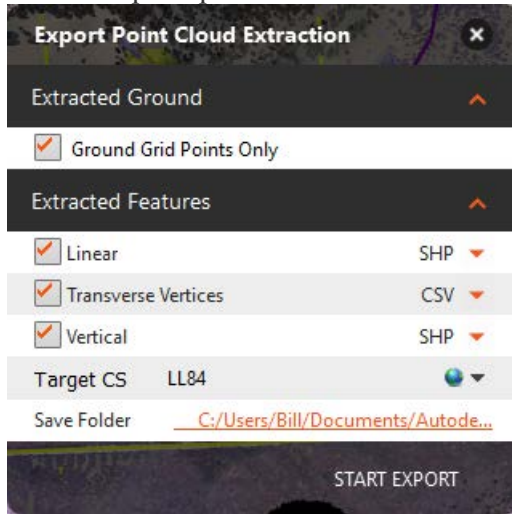 Export Point Cloud Extraction
Extracted Ground
Ground Grid Points Only
Extracted Features
Linear SHP
Transverse Vertices CSV
Vertical SHP
Target CS LL84
Save Folder C:/Users/Bill/Documents/Autode...
START EXPORT